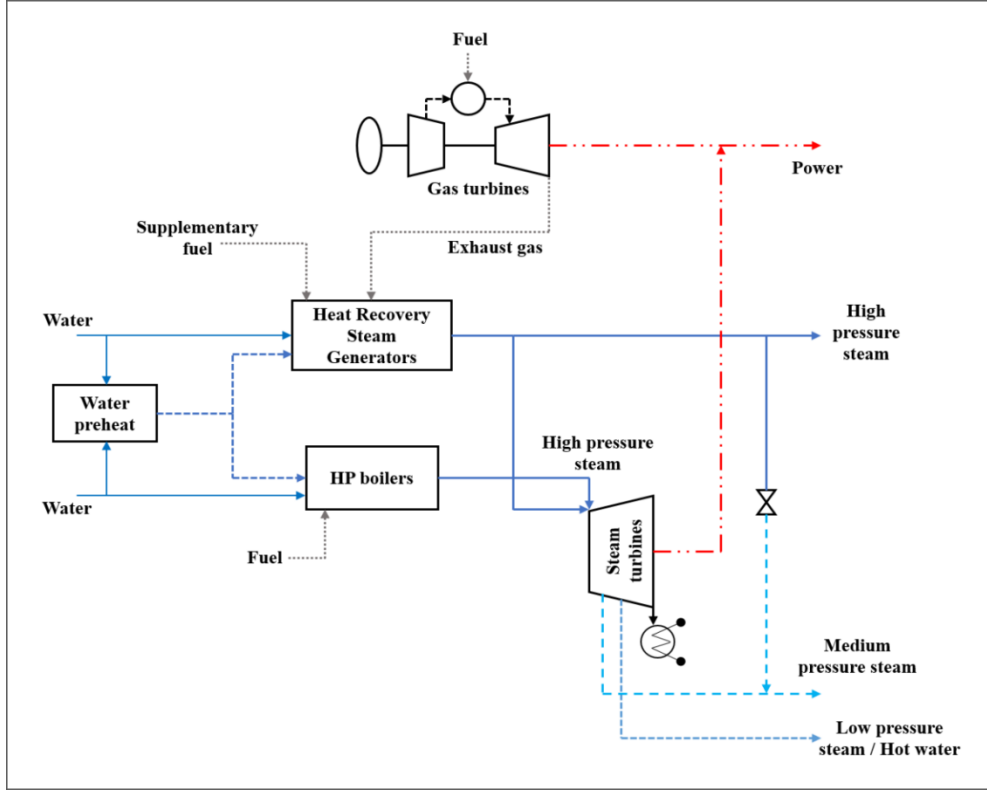 Fuel
Gas turbines
Power
Supplementary
fuel
Exhaust gas
Water
Heat Recovery
Steam
Generators
High
pressure
steam
Water
preheat
High pressure
steam
HP boilers
Water
Fuel
Steam
turbines
Medium
pressure steam
Low pressure
steam / Hot water